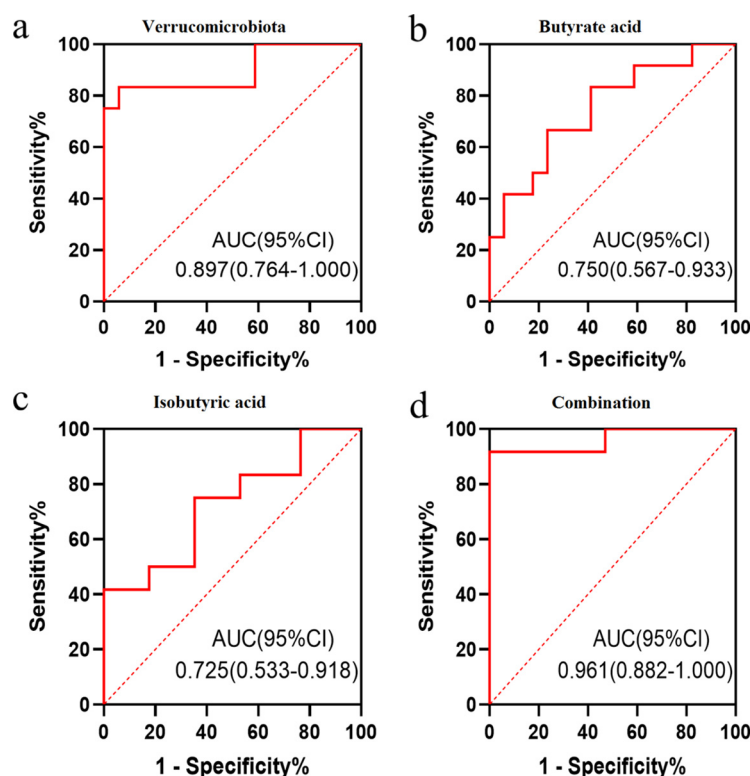 a
Verrucomicrobiota
Sensitivity%
100
80
60
40
20
0
AUC(95%CI)
0.897(0.764-1.000)
0 20 40 60 80 100
1 - Specificity%
b
Butyrate acid
Sensitivity%
100
80
60
40
20
0
AUC(95%CI)
0.750(0.567-0.933)
0 20 40 60 80 100
1 - Specificity%
c
Isobutyric acid
Sensitivity%
100
80
60
40
20
0
AUC(95%CI)
0.725(0.533-0.918)
0 20 40 60 80 100
1 - Specificity%
d
Combination
Sensitivity%
100
80
60
40
20
0
AUC(95%CI)
0.961(0.882-1.000)
0 20 40 60 80 100
1 - Specificity%